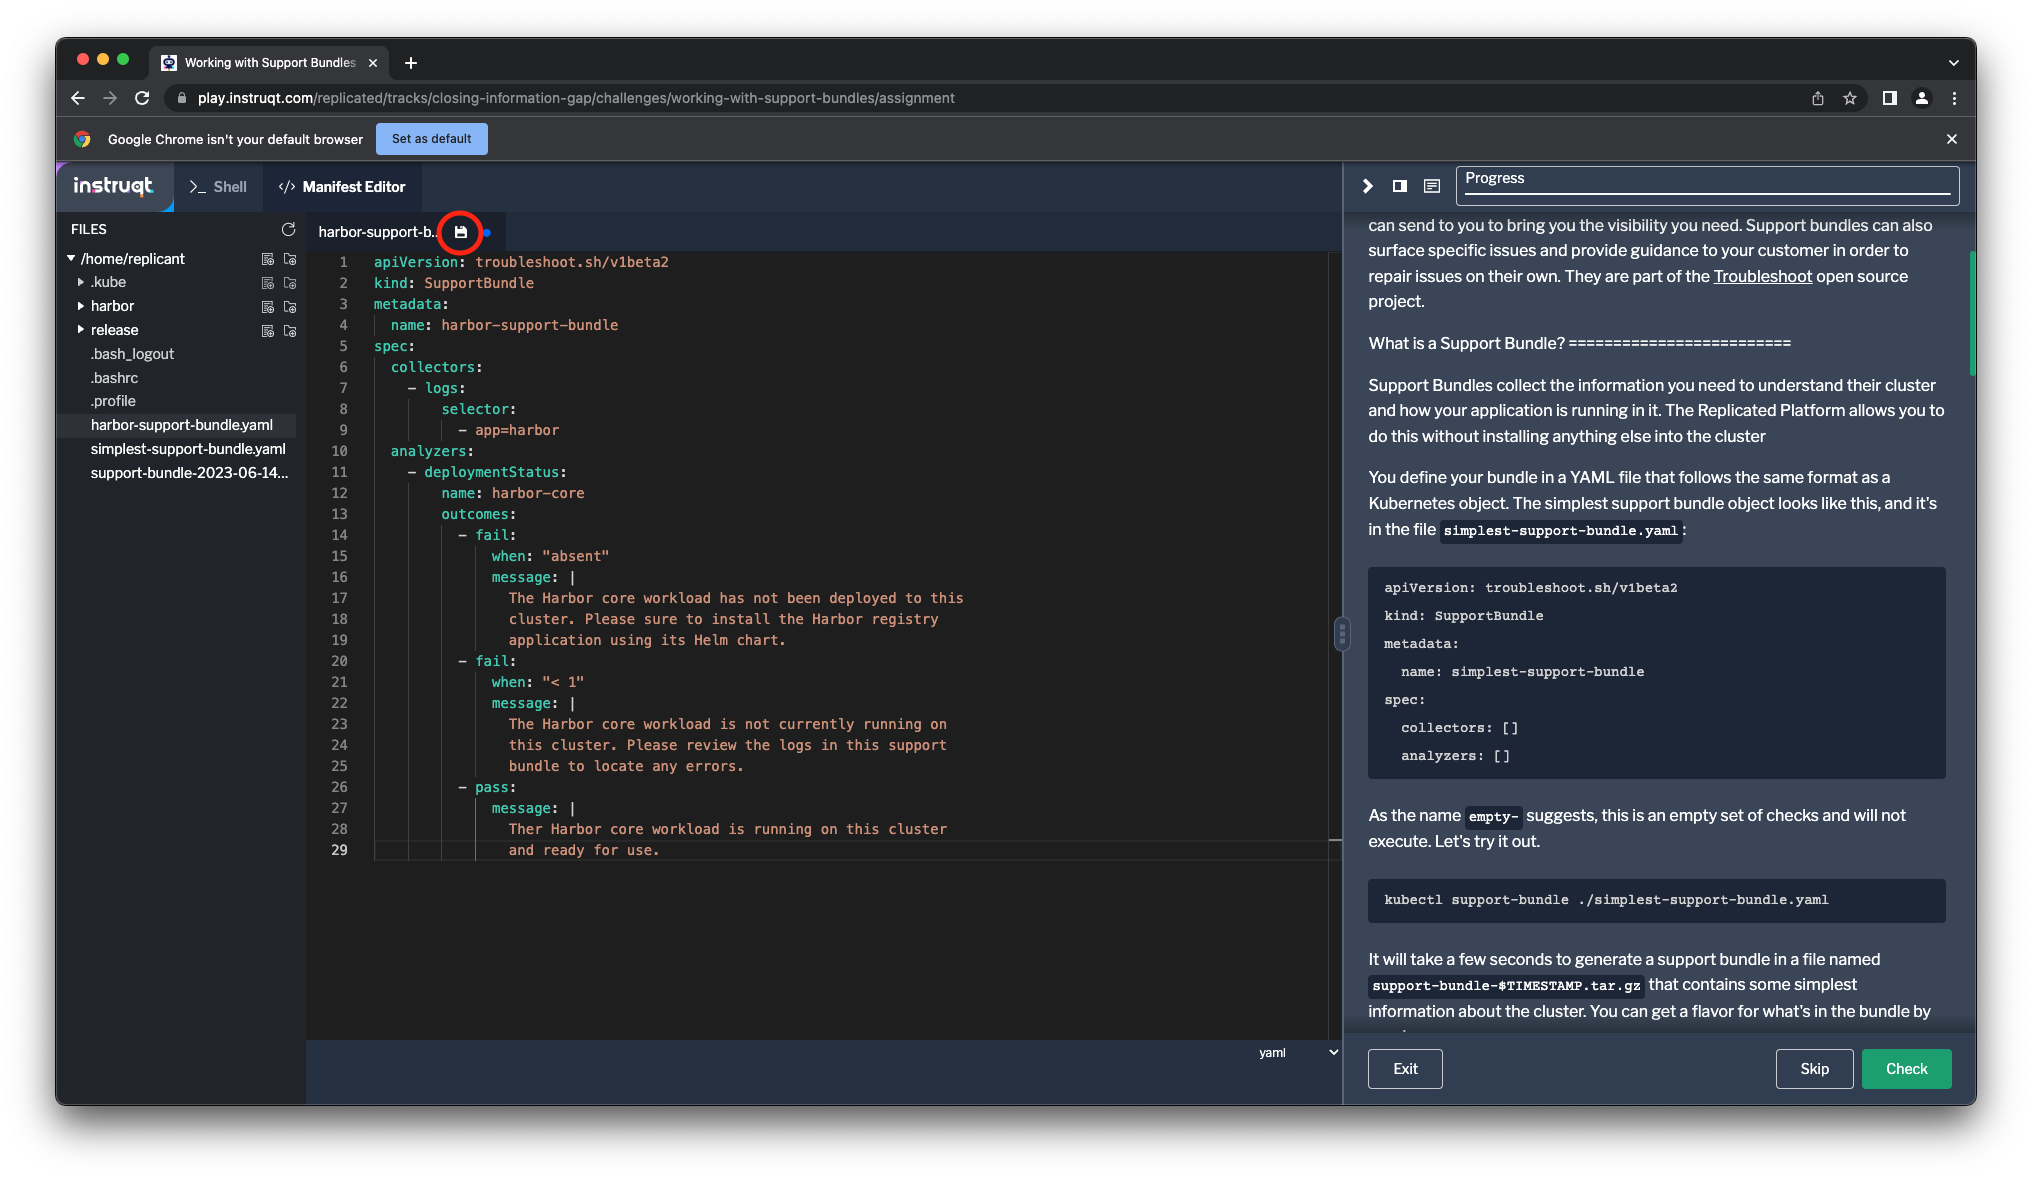 Working with Support Bundles
play.instruqt.com/replicated/tracks/closing-information-gap/challenges/working-with-support-bundles/assignment
Google Chrome isn't your default browser
Set as default
instruqt
>_ Shell
</> Manifest Editor
FILES
/home/replicant
.kube
harbor
release
.bash_logout
.bashrc
.profile
harbor-support-bundle.yaml
simplest-support-bundle.yaml
support-bundle-2023-06-14...
harbor-support-b...
1 apiVersion: troubleshoot.sh/v1beta2
2 kind: SupportBundle
3 metadata:
4 name: harbor-support-bundle
5 spec:
6 collectors:
7 - logs:
8 selector:
9 - app=harbor
10 analyzers:
11 - deploymentStatus:
12 name: harbor-core
13 outcomes:
14 - fail:
15 when: "absent"
16 message: |
17 The Harbor core workload has not been deployed to this
18 cluster. Please sure to install the Harbor registry
19 application using its Helm chart.
20 - fail:
21 when: "< 1"
22 message: |
23 The Harbor core workload is not currently running on
24 this cluster. Please review the logs in this support
25 bundle to locate any errors.
26 - pass:
27 message: |
28 Ther Harbor core workload is running on this cluster
29 and ready for use.
yaml
Progress
can send to you to bring you the visibility you need. Support bundles can also
surface specific issues and provide guidance to your customer in order to
repair issues on their own. They are part of the Troubleshoot open source
project.
What is a Support Bundle? =========================
Support Bundles collect the information you need to understand their cluster
and how your application is running in it. The Replicated Platform allows you to
do this without installing anything else into the cluster
You define your bundle in a YAML file that follows the same format as a
Kubernetes object. The simplest support bundle object looks like this, and it's
in the file simplest-support-bundle.yaml:
apiVersion: troubleshoot.sh/v1beta2
kind: SupportBundle
metadata:
name: simplest-support-bundle
spec:
collectors: []
analyzers: []
As the name empty- suggests, this is an empty set of checks and will not
execute. Let's try it out.
kubectl support-bundle ./simplest-support-bundle.yaml
It will take a few seconds to generate a support bundle in a file named
support-bundle-$TIMESTAMP.tar.gz that contains some simplest
information about the cluster. You can get a flavor for what's in the bundle by
Exit
Skip
Check